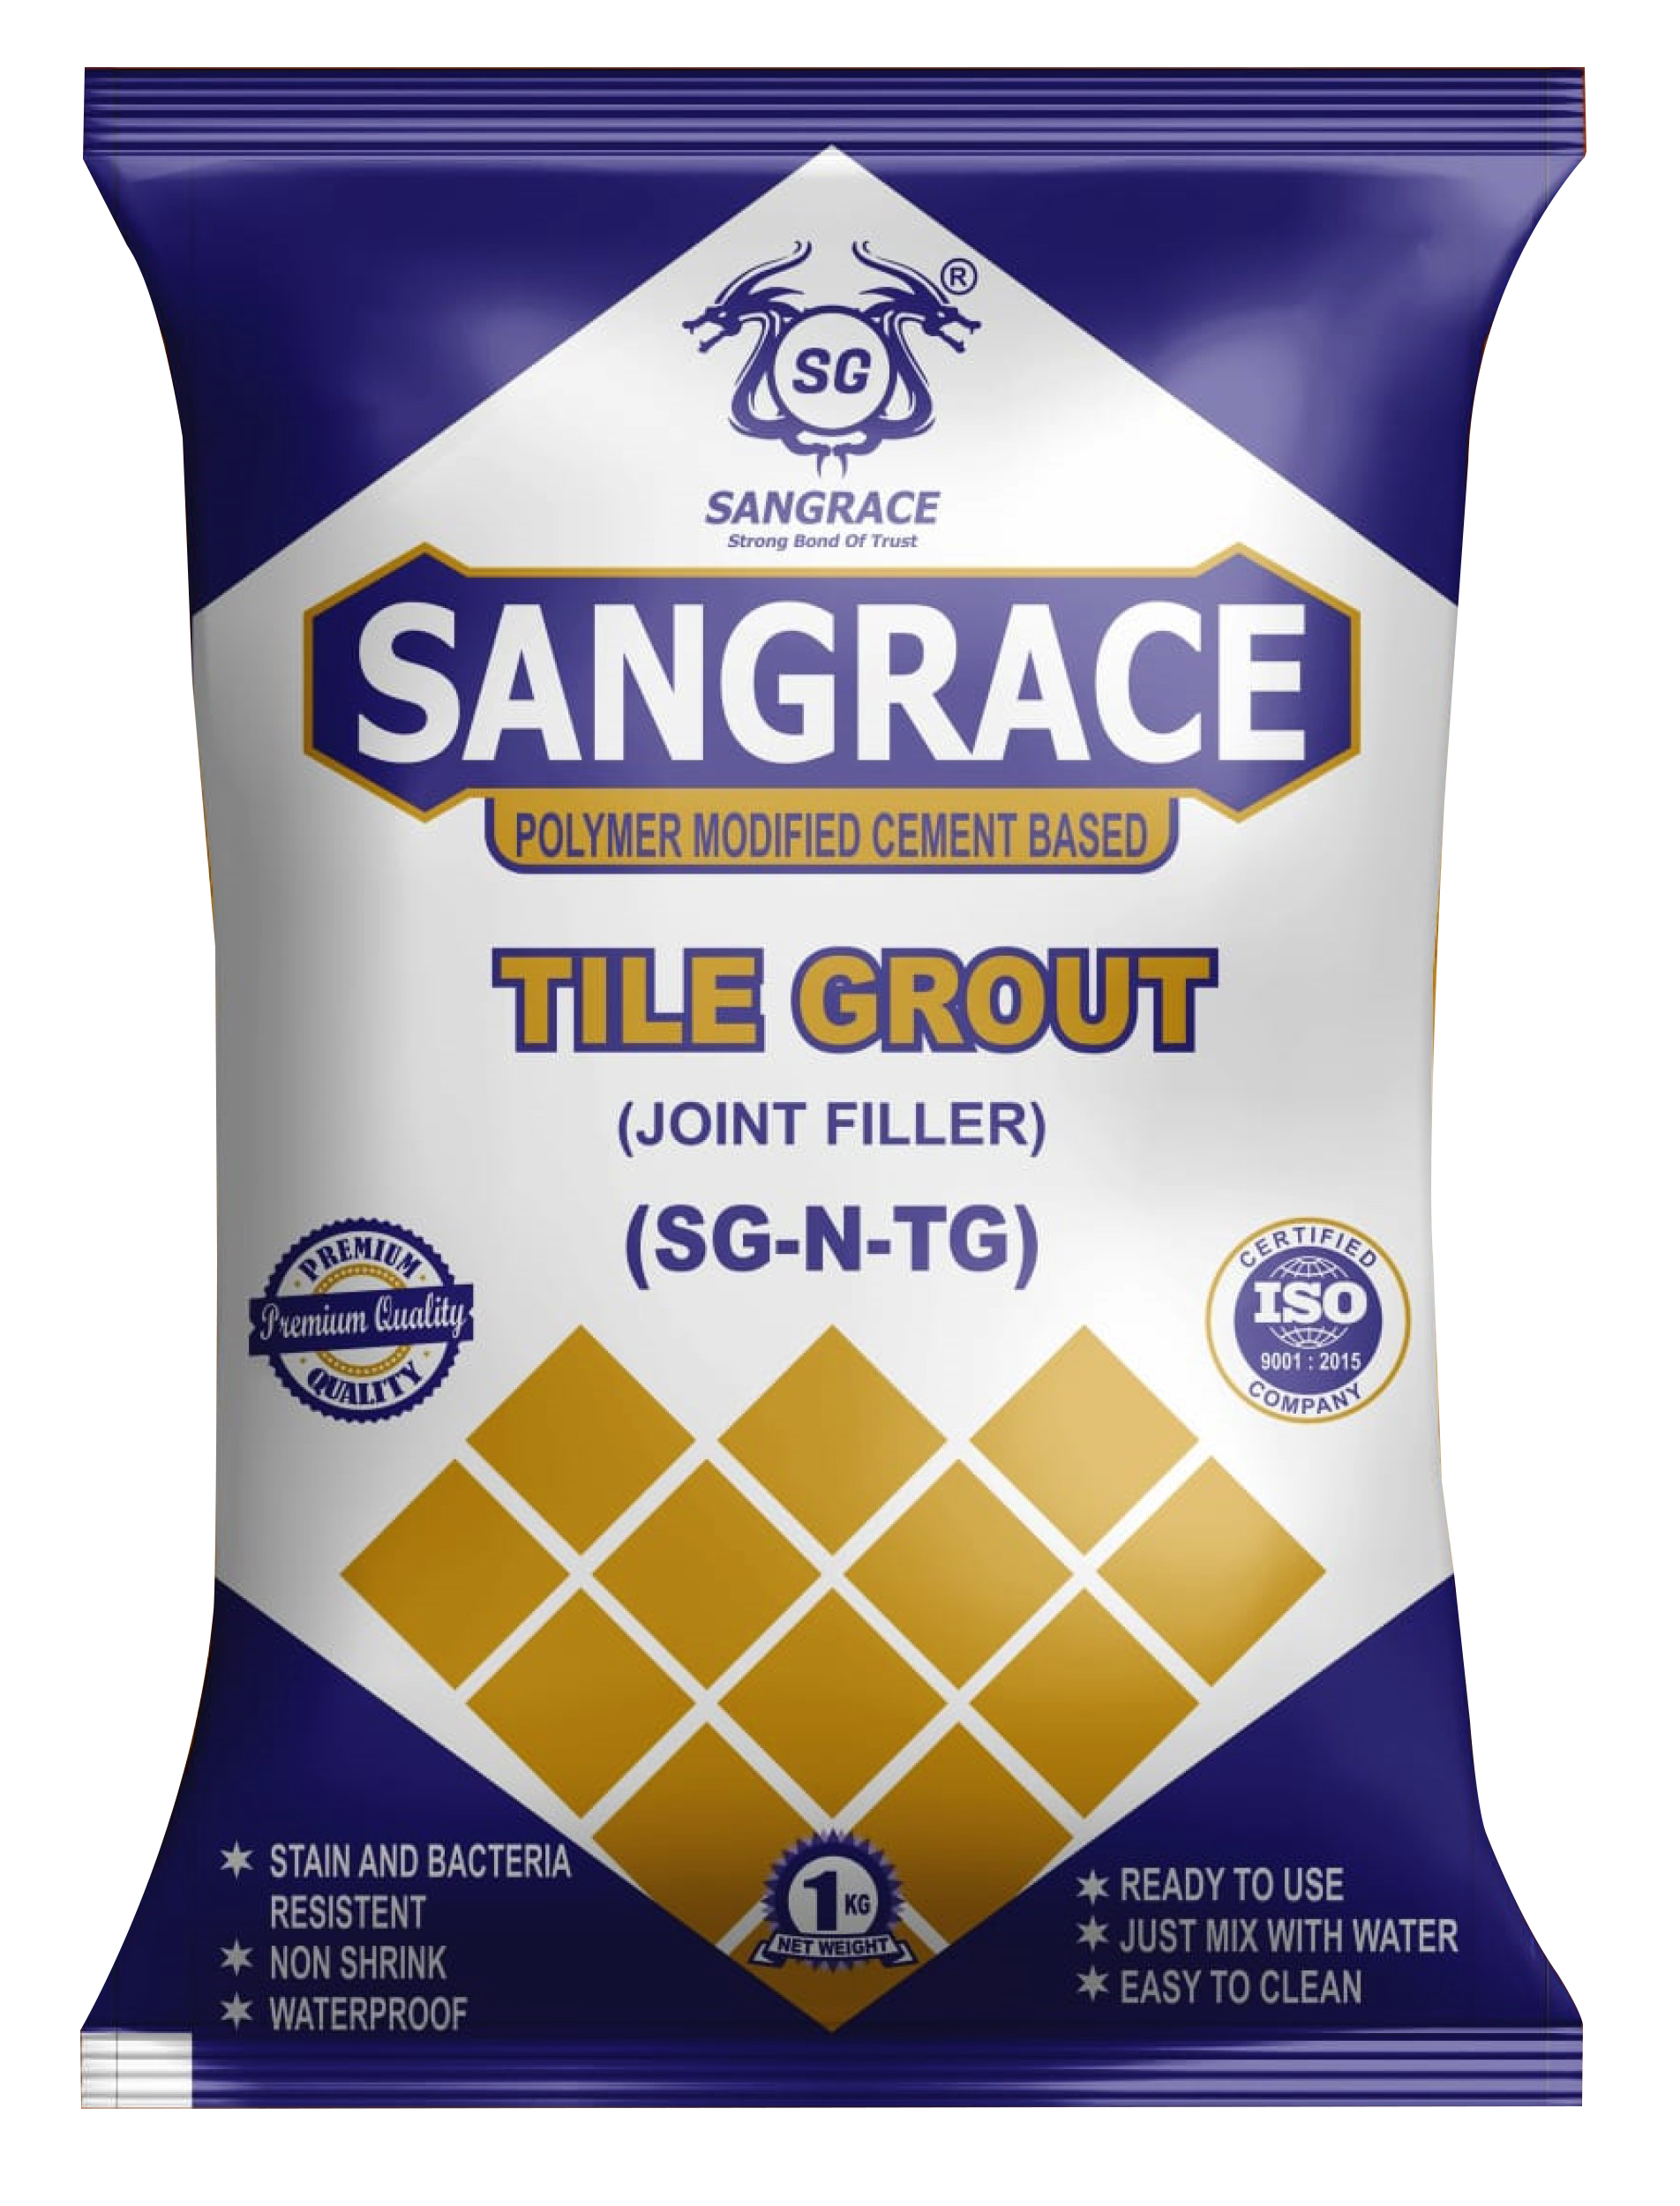 SG
®
SANGRACE
Strong Bond Of Trust
SANGRACE
POLYMER MODIFIED CEMENT BASED
TILE GROUT
(JOINT FILLER)
(SG-N-TG)
PREMIUM
Premium Quality
QUALITY
CERTIFIED
ISO
9001 : 2015
COMPANY
STAIN AND BACTERIA
RESISTENT
NON SHRINK
WATERPROOF
1 KG
NET WEIGHT
READY TO USE
JUST MIX WITH WATER
EASY TO CLEAN